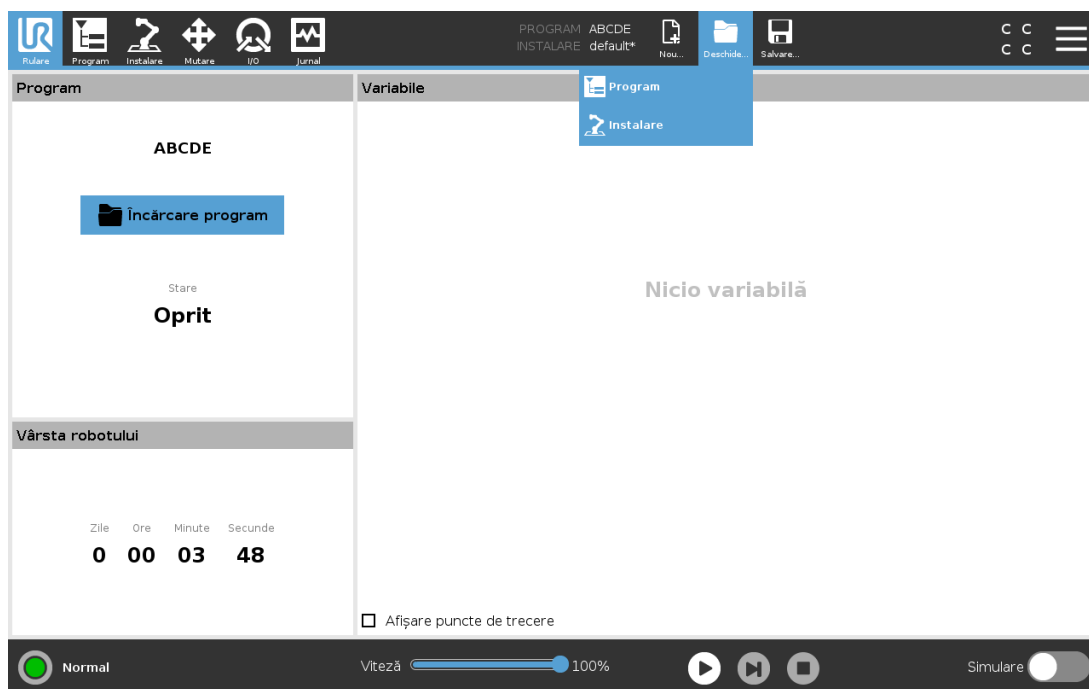 PROGRAM ABCDE
INSTALARE default*
Rulare Program Instalare Mutare I/O Jurnal Nou... Deschide... Salvare...
C C
C C
Program
Instalare
Program
ABCDE
Încărcare program
Stare
Oprit
Vârsta robotului
Zile Ore Minute Secunde
0 00 03 48
Variabile
Nicio variabilă
Afișare puncte de trecere
Normal Viteză 100% Simulare